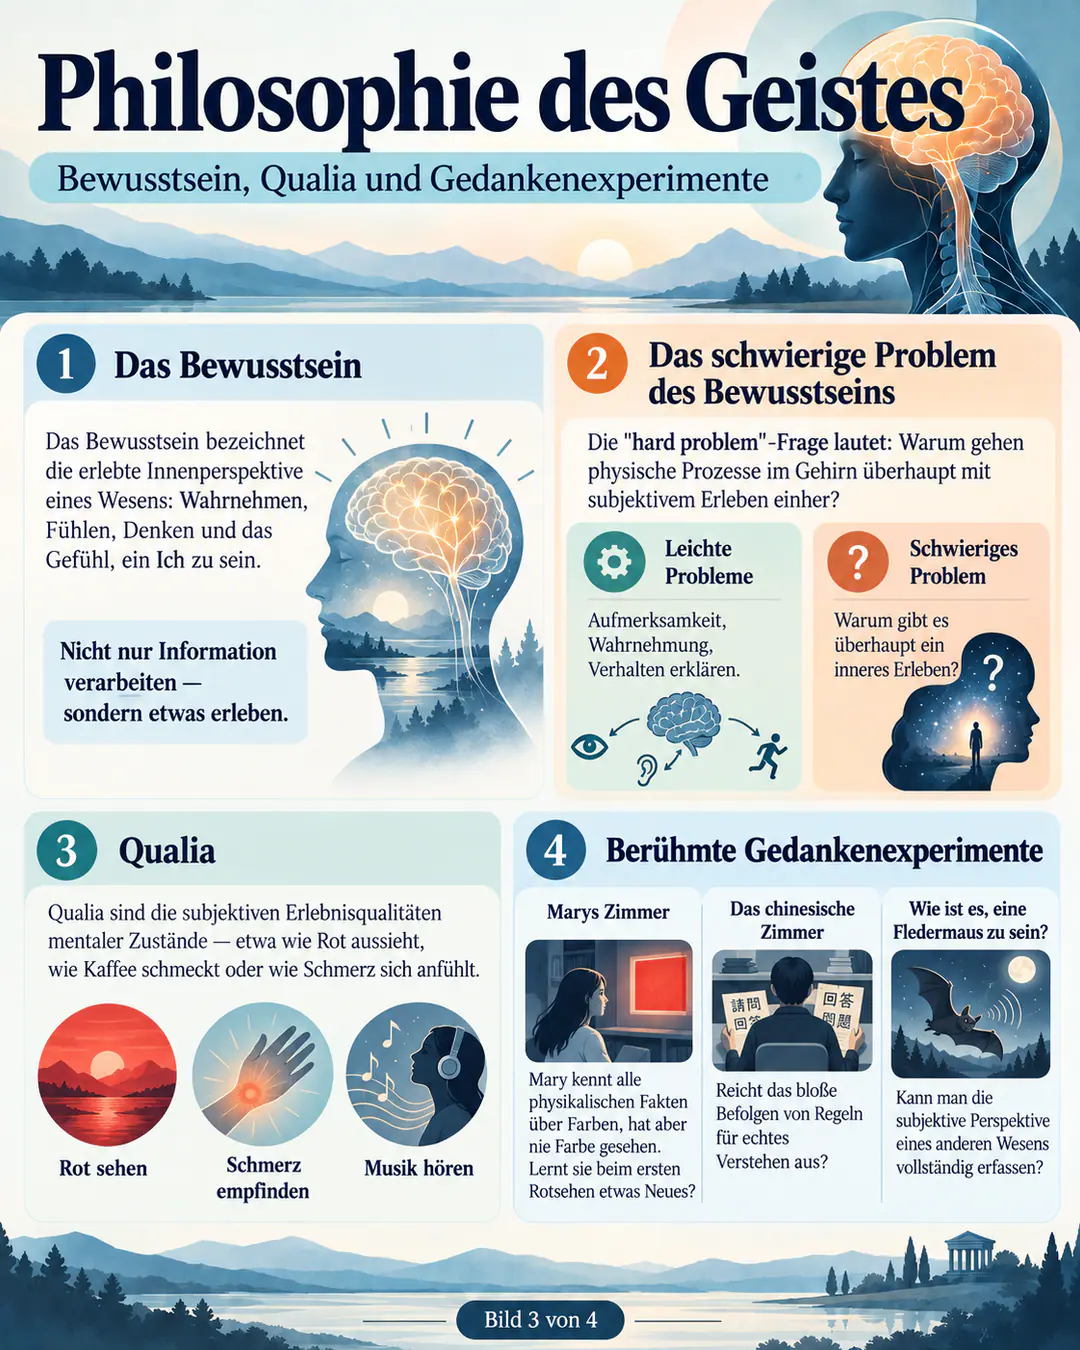 Philosophie des Geistes
Bewusstsein, Qualia und Gedankenexperimente
1
Das Bewusstsein
Das Bewusstsein bezeichnet
die erlebte Innenperspektive
eines Wesens: Wahrnehmen,
Fühlen, Denken und das
Gefühl, ein Ich zu sein.
Nicht nur Information
verarbeiten —
sondern etwas erleben.
2
Das schwierige Problem
des Bewusstseins
Die "hard problem"-Frage lautet: Warum gehen
physische Prozesse im Gehirn überhaupt mit
subjektivem Erleben einher?
Leichte
Probleme
Aufmerksamkeit,
Wahrnehmung,
Verhalten erklären.
?
Schwieriges
Problem
Warum gibt es
überhaupt ein
inneres Erleben?
?
3
Qualia
Qualia sind die subjektiven Erlebnisqualitäten
mentaler Zustände — etwa wie Rot aussieht,
wie Kaffee schmeckt oder wie Schmerz sich anfühlt.
Rot sehen
Schmerz
empfinden
Musik hören
4
Berühmte Gedankenexperimente
Marys Zimmer
Mary kennt alle
physikalischen Fakten
über Farben, hat aber
nie Farbe gesehen.
Lernt sie beim ersten
Rotsehen etwas Neues?
Das chinesische
Zimmer
請問
回答
回答
問題
Reicht das bloße
Befolgen von Regeln
für echtes
Verstehen aus?
Wie ist es, eine
Fledermaus zu sein?
Kann man die
subjektive Perspektive
eines anderen Wesens
vollständig erfassen?
Bild 3 von 4